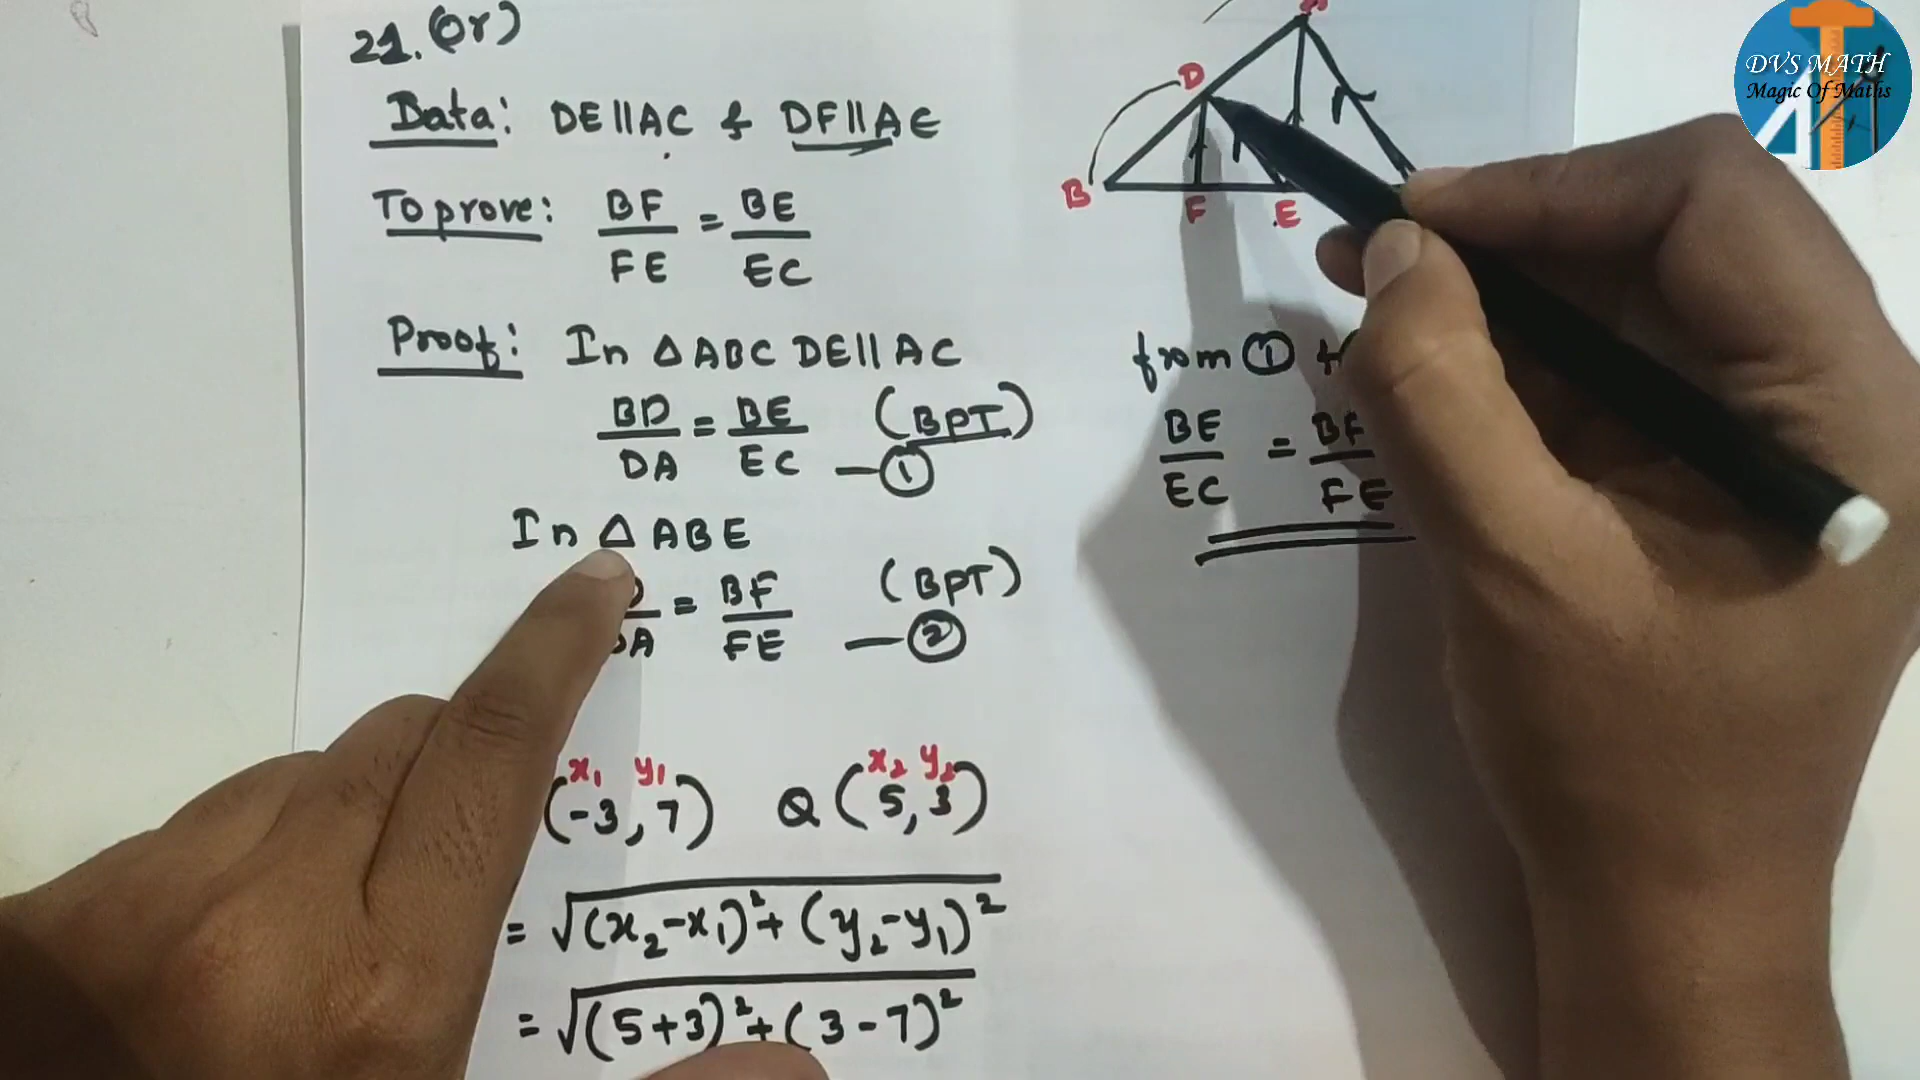 21. (or)
Data: DE||AC & DF||AE
To prove: BF/FE = BE/EC
Proof: In Δ ABC DE||AC
BD/DA = BE/EC (BPT) —①
In Δ ABE
DA = BF/FE (BPT) —②
x₁ y₁ x₂ y₂
(-3, 7) Q (5, 3)
= √(x₂-x₁)²+(y₂-y₁)²
= √(5+3)²+(3-7)²
D
B F E
from ①
BE/EC = BF/FE
DVS MATH
Magic Of Maths